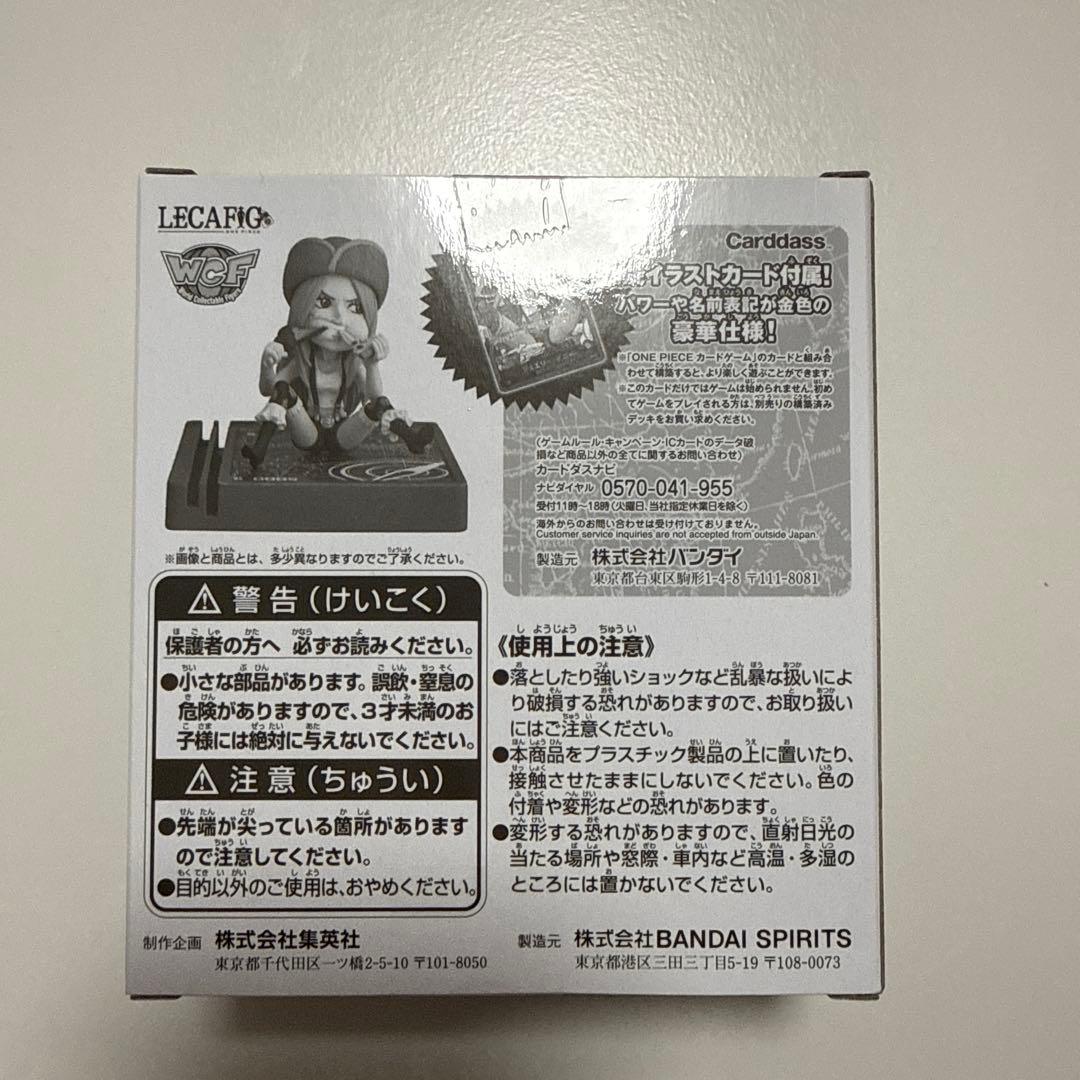 LECAFIG
ONE PIECE
WCF
World Collectable Figure
※画像と商品とは、多少異なりますのでご了承ください。
Carddass™
イラストカード付属!
パワーや名前表記が金色の
豪華仕様!
※「ONE PIECE カードゲーム」のカードと組み合
わせて構築すると、より楽しく遊ぶことができます。
※このカードだけではゲームは始められません。初め
てゲームをプレイされる方は、別売りの構築済み
デッキをお買い求めください。
(ゲームルール・キャンペーン・ICカードのデータ破
損など商品以外の全てに関するお問い合わせ)
カードダスナビ
ナビダイヤル 0570-041-955
受付11時~18時(火曜日、当社指定休業日を除く)
海外からのお問い合わせは受け付けておりません。
Customer service inquiries are not accepted from outside Japan.
製造元 株式会社バンダイ
東京都台東区駒形1-4-8 〒111-8081
⚠ 警告(けいこく)
保護者の方へ 必ずお読みください。
●小さな部品があります。誤飲・窒息の
危険がありますので、3才未満のお
子様には絶対に与えないでください。
⚠ 注意(ちゅうい)
●先端が尖っている箇所があります
ので注意してください。
●目的以外のご使用は、おやめください。
《使用上の注意》
●落としたり強いショックなど乱暴な扱いによ
り破損する恐れがありますので、お取り扱い
にはご注意ください。
●本商品をプラスチック製品の上に置いたり、
接触させたままにしないでください。色の
付着や変形などの恐れがあります。
●変形する恐れがありますので、直射日光の
当たる場所や窓際・車内など高温・多湿の
ところには置かないでください。
制作企画 株式会社集英社
東京都千代田区一ツ橋2-5-10 〒101-8050
製造元 株式会社BANDAI SPIRITS
東京都港区三田三丁目5-19 〒108-0073